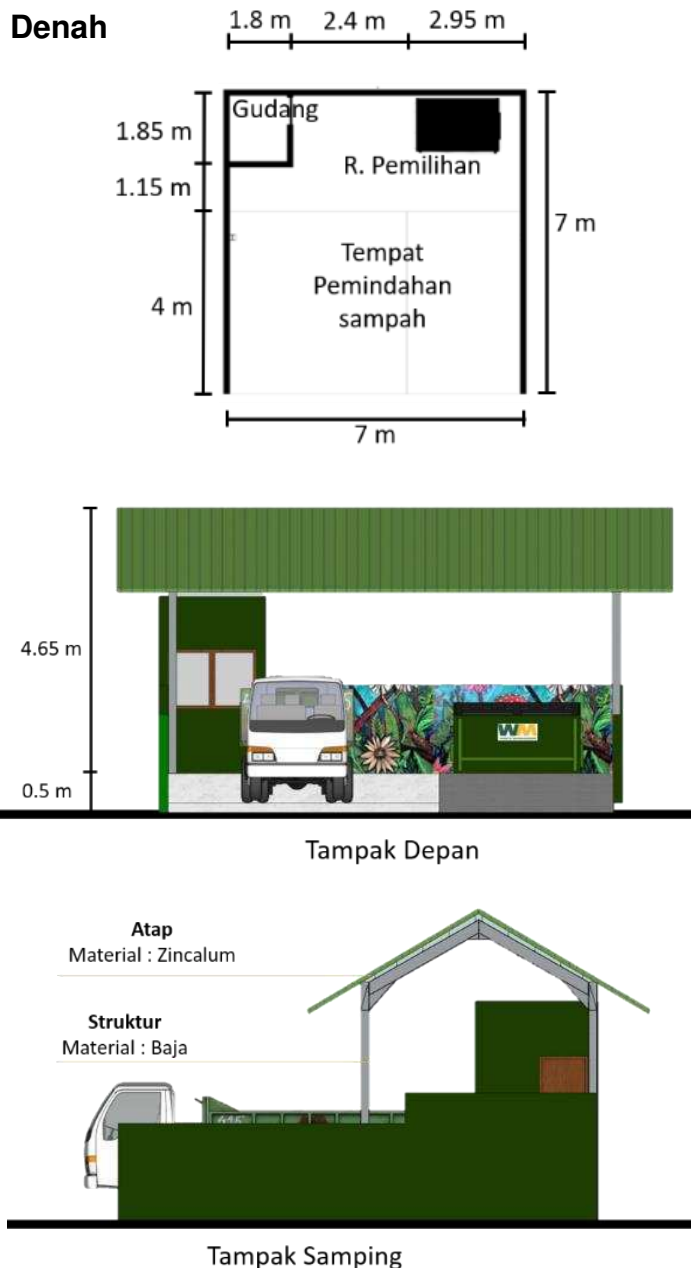 Denah
1.8 m 2.4 m 2.95 m
Gudang
1.85 m
R. Pemilihan
1.15 m
7 m
Tempat
Pemindahan
sampah
4 m
7 m
4.65 m
WM
0.5 m
Tampak Depan
Atap
Material : Zincalum
Struktur
Material : Baja
Tampak Samping